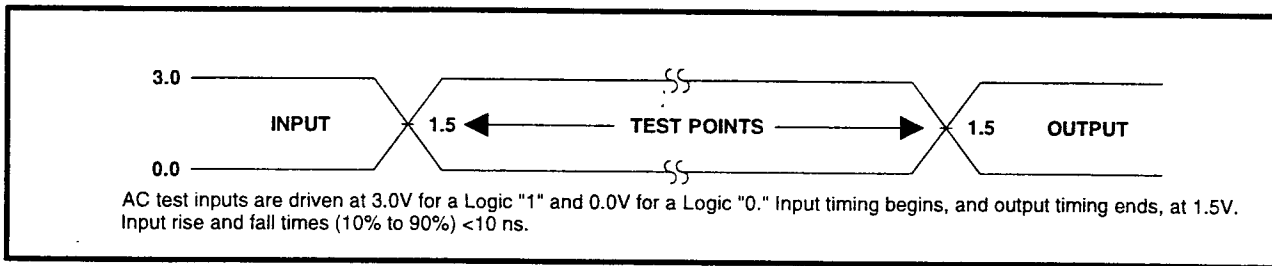 3.0
INPUT 1.5 TEST POINTS 1.5 OUTPUT
0.0
AC test inputs are driven at 3.0V for a Logic "1" and 0.0V for a Logic "0." Input timing begins, and output timing ends, at 1.5V.
Input rise and fall times (10% to 90%) <10 ns.